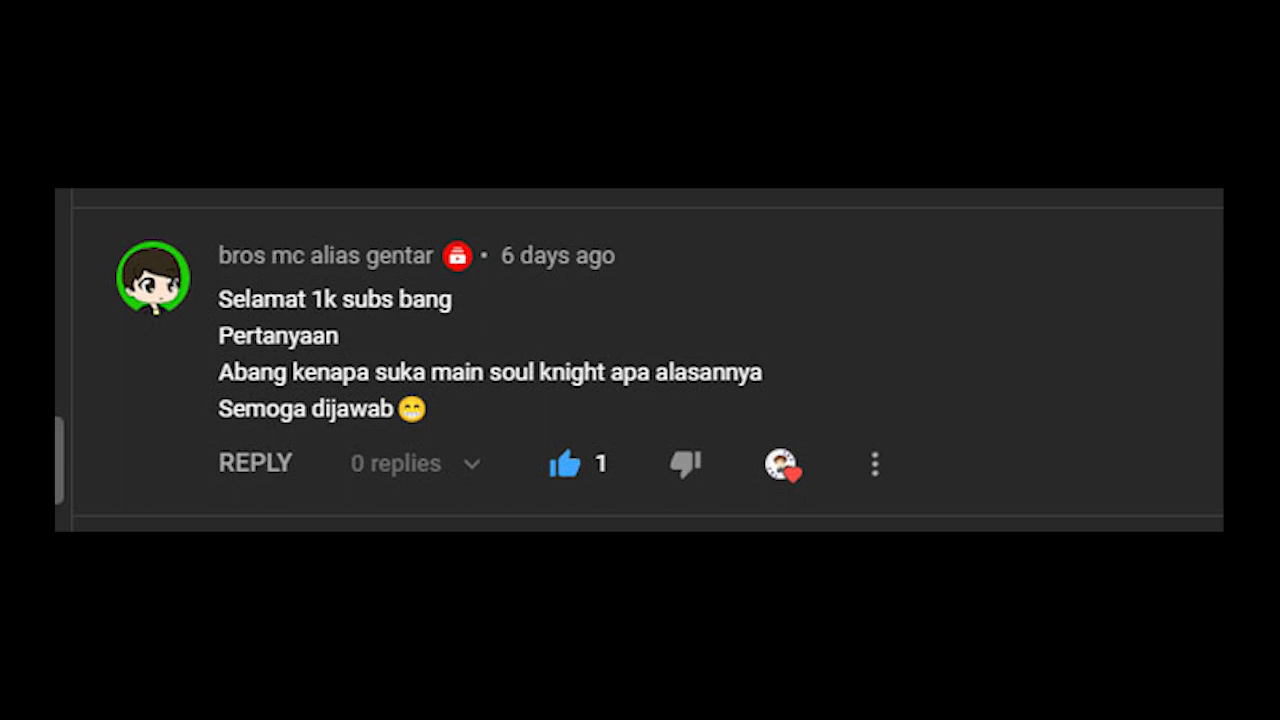 bros mc alias gentar • 6 days ago
Selamat 1k subs bang
Pertanyaan
Abang kenapa suka main soul knight apa alasannya
Semoga dijawab😁
REPLY 0 replies 1